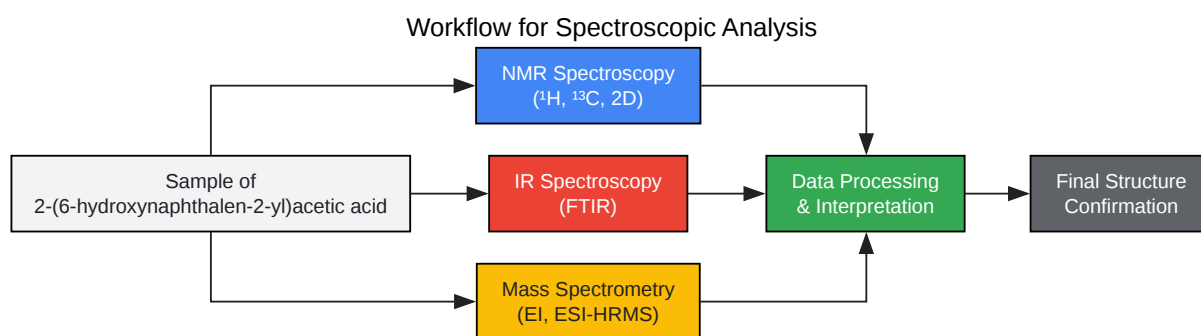 Workflow for Spectroscopic Analysis
NMR Spectroscopy
(¹H, ¹³C, 2D)
Sample of
2-(6-hydroxynaphthalen-2-yl)acetic acid
IR Spectroscopy
(FTIR)
Data Processing
& Interpretation
Final Structure
Confirmation
Mass Spectrometry
(EI, ESI-HRMS)